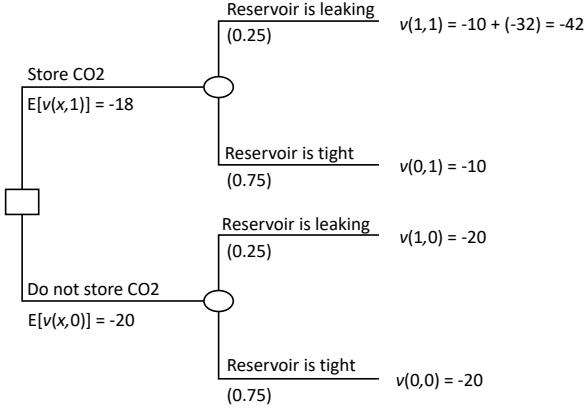 Reservoir is leaking
(0.25)
v(1,1) = -10 + (-32) = -42
Store CO2
E[v(x,1)] = -18
Reservoir is tight
(0.75)
v(0,1) = -10
Reservoir is leaking
(0.25)
v(1,0) = -20
Do not store CO2
E[v(x,0)] = -20
Reservoir is tight
(0.75)
v(0,0) = -20